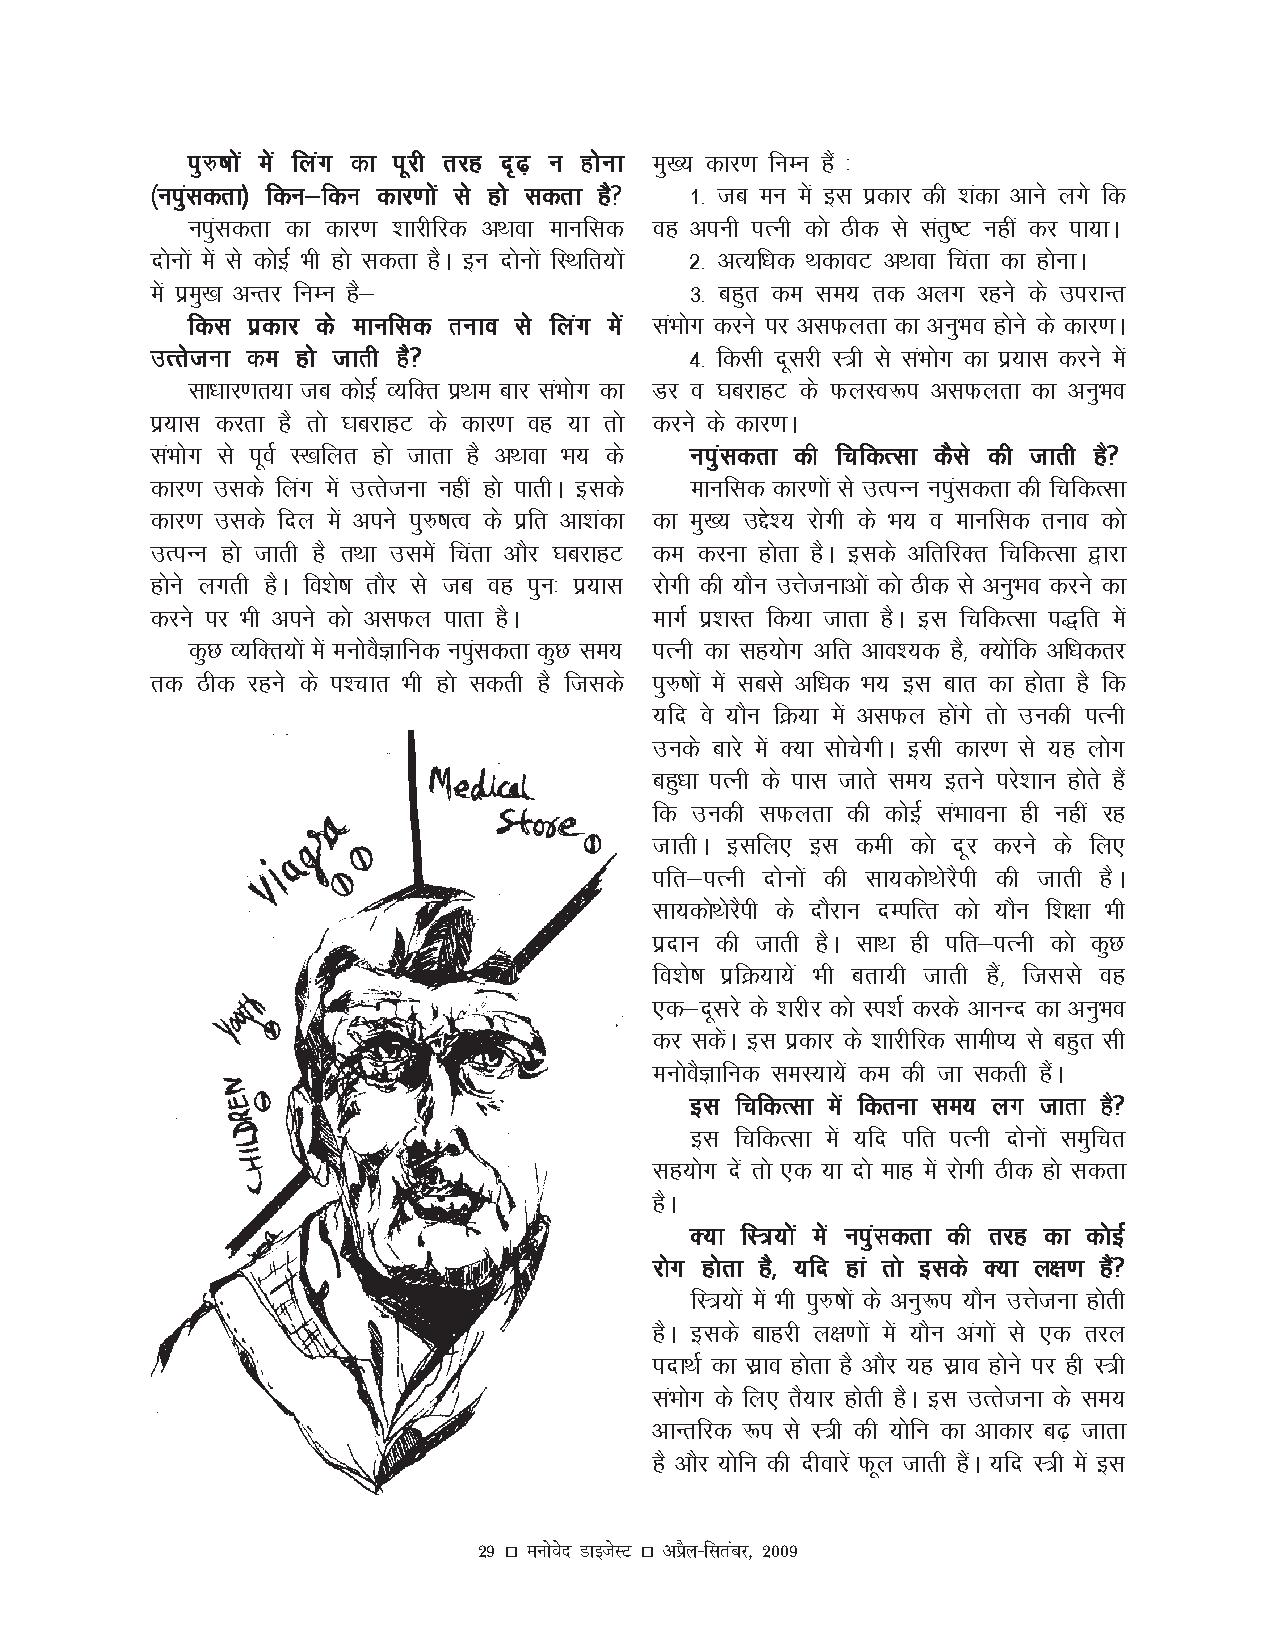 पुरुषों में लिंग का पूरी तरह दृढ़ न होना
(नपुंसकता) किन–किन कारणों से हो सकता है?
नपुंसकता का कारण शारीरिक अथवा मानसिक
दोनों में से कोई भी हो सकता है। इन दोनों स्थितियों
में प्रमुख अन्तर निम्न है–
किस प्रकार के मानसिक तनाव से लिंग में
उत्तेजना कम हो जाती है?
साधारणतया जब कोई व्यक्ति प्रथम बार संभोग का
प्रयास करता है तो घबराहट के कारण वह या तो
संभोग से पूर्व स्खलित हो जाता है अथवा भय के
कारण उसके लिंग में उत्तेजना नहीं हो पाती। इसके
कारण उसके दिल में अपने पुरुषत्व के प्रति आशंका
उत्पन्न हो जाती है तथा उसमें चिंता और घबराहट
होने लगती है। विशेष तौर से जब वह पुनः प्रयास
करने पर भी अपने को असफल पाता है।
कुछ व्यक्तियों में मनोवैज्ञानिक नपुंसकता कुछ समय
तक ठीक रहने के पश्चात भी हो सकती है जिसके
Medical
Store
Viagra
Youth
CHILDREN
मुख्य कारण निम्न हैं :
1. जब मन में इस प्रकार की शंका आने लगे कि
वह अपनी पत्नी को ठीक से संतुष्ट नहीं कर पाया।
2. अत्यधिक थकावट अथवा चिंता का होना।
3. बहुत कम समय तक अलग रहने के उपरान्त
संभोग करने पर असफलता का अनुभव होने के कारण।
4. किसी दूसरी स्त्री से संभोग का प्रयास करने में
डर व घबराहट के फलस्वरूप असफलता का अनुभव
करने के कारण।
नपुंसकता की चिकित्सा कैसे की जाती है?
मानसिक कारणों से उत्पन्न नपुंसकता की चिकित्सा
का मुख्य उद्देश्य रोगी के भय व मानसिक तनाव को
कम करना होता है। इसके अतिरिक्त चिकित्सा द्वारा
रोगी की यौन उत्तेजनाओं को ठीक से अनुभव करने का
मार्ग प्रशस्त किया जाता है। इस चिकित्सा पद्धति में
पत्नी का सहयोग अति आवश्यक है, क्योंकि अधिकतर
पुरुषों में सबसे अधिक भय इस बात का होता है कि
यदि वे यौन क्रिया में असफल होंगे तो उनकी पत्नी
उनके बारे में क्या सोचेगी। इसी कारण से यह लोग
बहुधा पत्नी के पास जाते समय इतने परेशान होते हैं
कि उनकी सफलता की कोई संभावना ही नहीं रह
जाती। इसलिए इस कमी को दूर करने के लिए
पति–पत्नी दोनों की सायकोथेरैपी की जाती है।
सायकोथेरैपी के दौरान दम्पत्ति को यौन शिक्षा भी
प्रदान की जाती है। साथ ही पति–पत्नी को कुछ
विशेष प्रक्रियायें भी बतायी जाती हैं, जिससे वह
एक–दूसरे के शरीर को स्पर्श करके आनन्द का अनुभव
कर सकें। इस प्रकार के शारीरिक सामीप्य से बहुत सी
मनोवैज्ञानिक समस्यायें कम की जा सकती हैं।
इस चिकित्सा में कितना समय लग जाता है?
इस चिकित्सा में यदि पति पत्नी दोनों समुचित
सहयोग दें तो एक या दो माह में रोगी ठीक हो सकता
है।
क्या स्त्रियों में नपुंसकता की तरह का कोई
रोग होता है, यदि हां तो इसके क्या लक्षण हैं?
स्त्रियों में भी पुरुषों के अनुरूप यौन उत्तेजना होती
है। इसके बाहरी लक्षणों में यौन अंगों से एक तरल
पदार्थ का स्राव होता है और यह स्राव होने पर ही स्त्री
संभोग के लिए तैयार होती है। इस उत्तेजना के समय
आन्तरिक रूप से स्त्री की योनि का आकार बढ़ जाता
है और योनि की दीवारें फूल जाती हैं। यदि स्त्री में इस
29 □ मनोवेद डाइजेस्ट □ अप्रैल-सितंबर, 2009